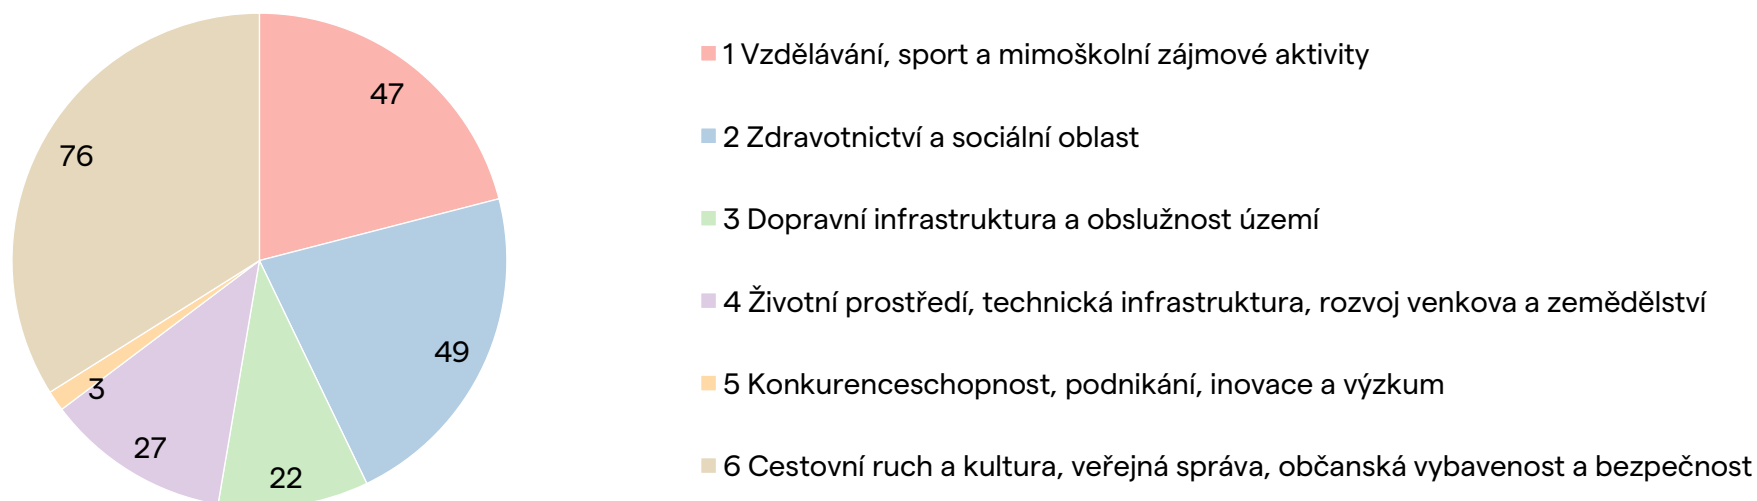 47
49
22
27
3
76
1 Vzdělávání, sport a mimoškolní zájmové aktivity
2 Zdravotnictví a sociální oblast
3 Dopravní infrastruktura a obslužnost území
4 Životní prostředí, technická infrastruktura, rozvoj venkova a zemědělství
5 Konkurenceschopnost, podnikání, inovace a výzkum
6 Cestovní ruch a kultura, veřejná správa, občanská vybavenost a bezpečnost